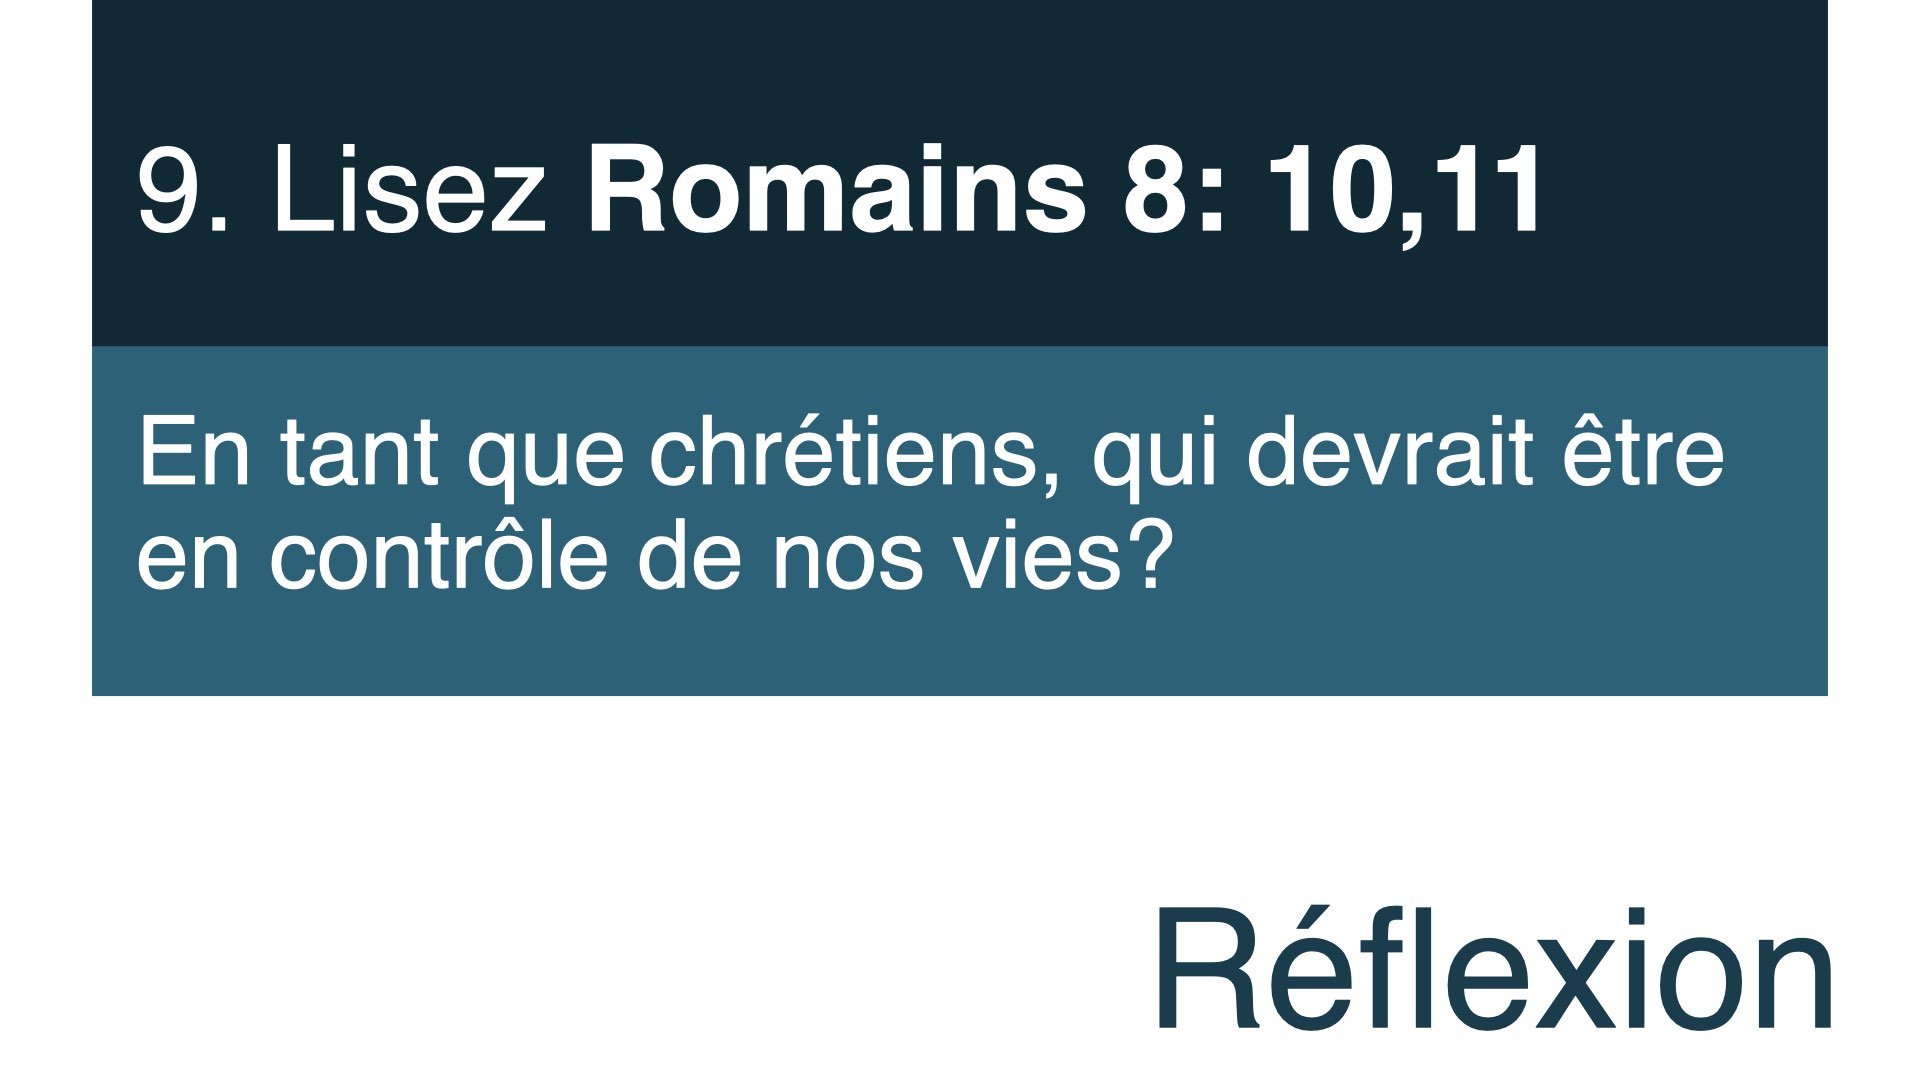 9. Lisez Romains 8: 10,11
En tant que chrétiens, qui devrait être
en contrôle de nos vies?
Réflexion